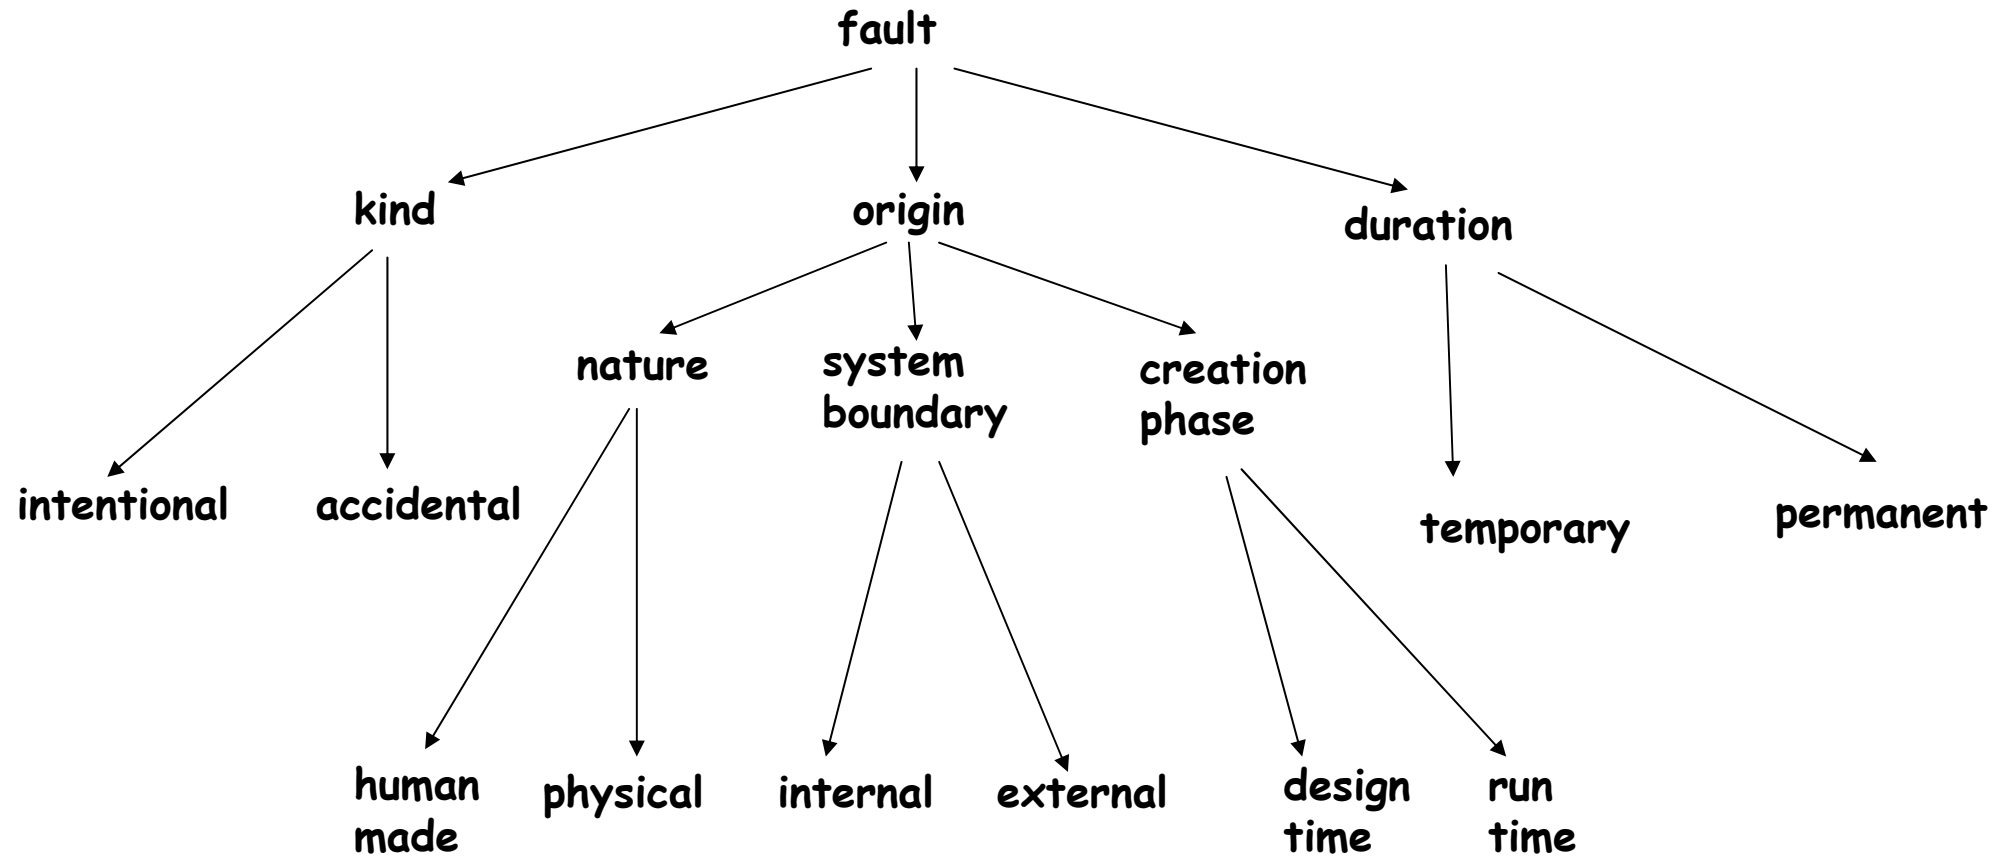 fault
kind
origin
duration
nature
system
boundary
creation
phase
intentional
accidental
temporary
permanent
human
made
physical
internal
external
design
time
run
time